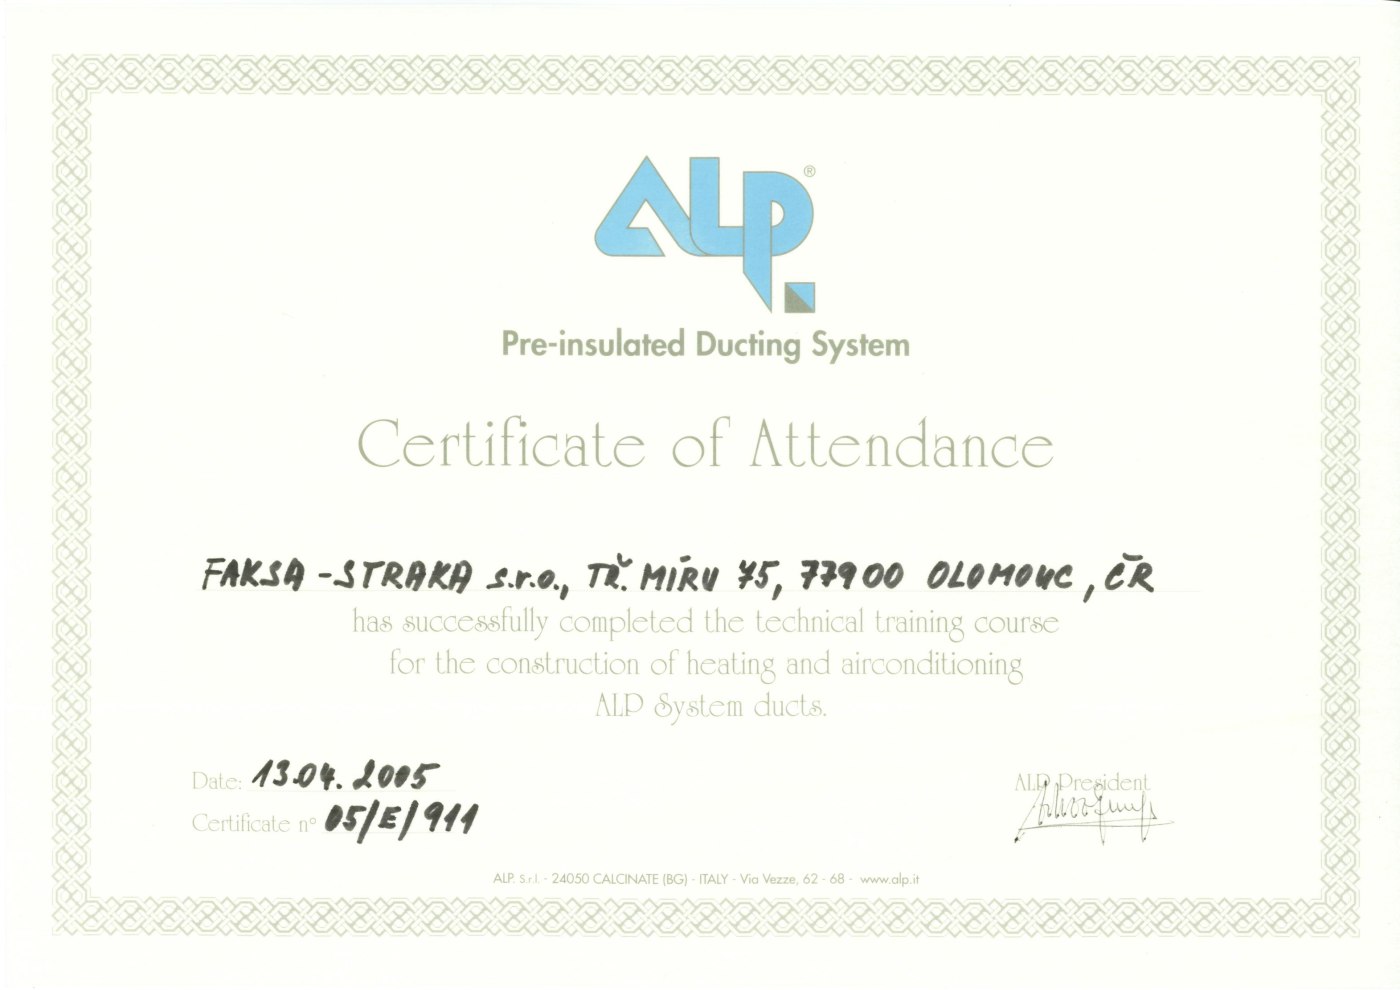 ALP®
Pre-insulated Ducting System
Certificate of Attendance
FAKSA-STRAKA s.r.o., TŘ. MÍRU 75, 77900 OLOMOUC, ČR
has successfully completed the technical training course
for the construction of heating and airconditioning
ALP System ducts.
Date: 13.04.2005
ALP President
Certificate n° 05/E/911
ALP. S.r.l. - 24050 CALCINATE (BG) - ITALY - Via Vezze, 62 - 68 - www.alp.it